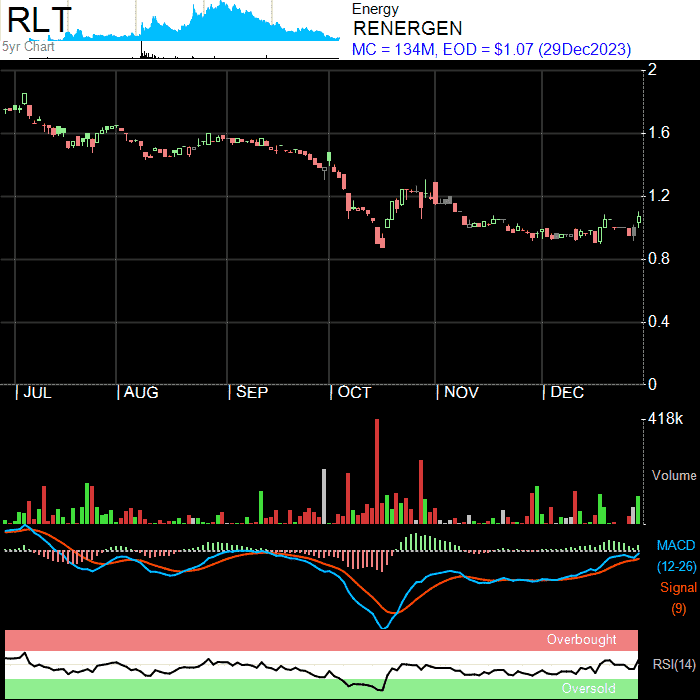 RLT
5yr Chart
Energy
RENERGEN
MC = 134M, EOD = $1.07 (29Dec2023)
2
1.6
1.2
0.8
0.4
0
JUL AUG SEP OCT NOV DEC
418k
Volume
MACD
(12-26)
Signal
(9)
Overbought
RSI(14)
Oversold